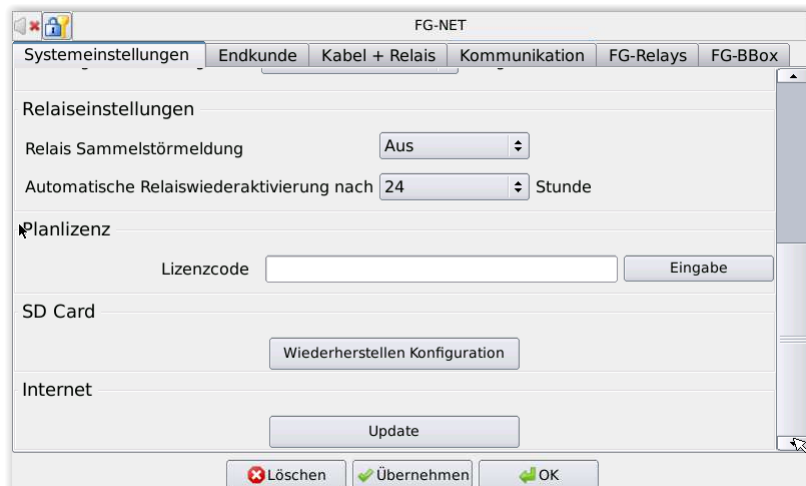 FG-NET
Systemeinstellungen Endkunde Kabel + Relais Kommunikation FG-Relays FG-BBox
Relaiseinstellungen
Relais Sammelstörmeldung Aus
Automatische Relaiswiederaktivierung nach 24 Stunde
Planlizenz
Lizenzcode Eingabe
SD Card
Wiederherstellen Konfiguration
Internet
Update
Löschen Übernehmen OK